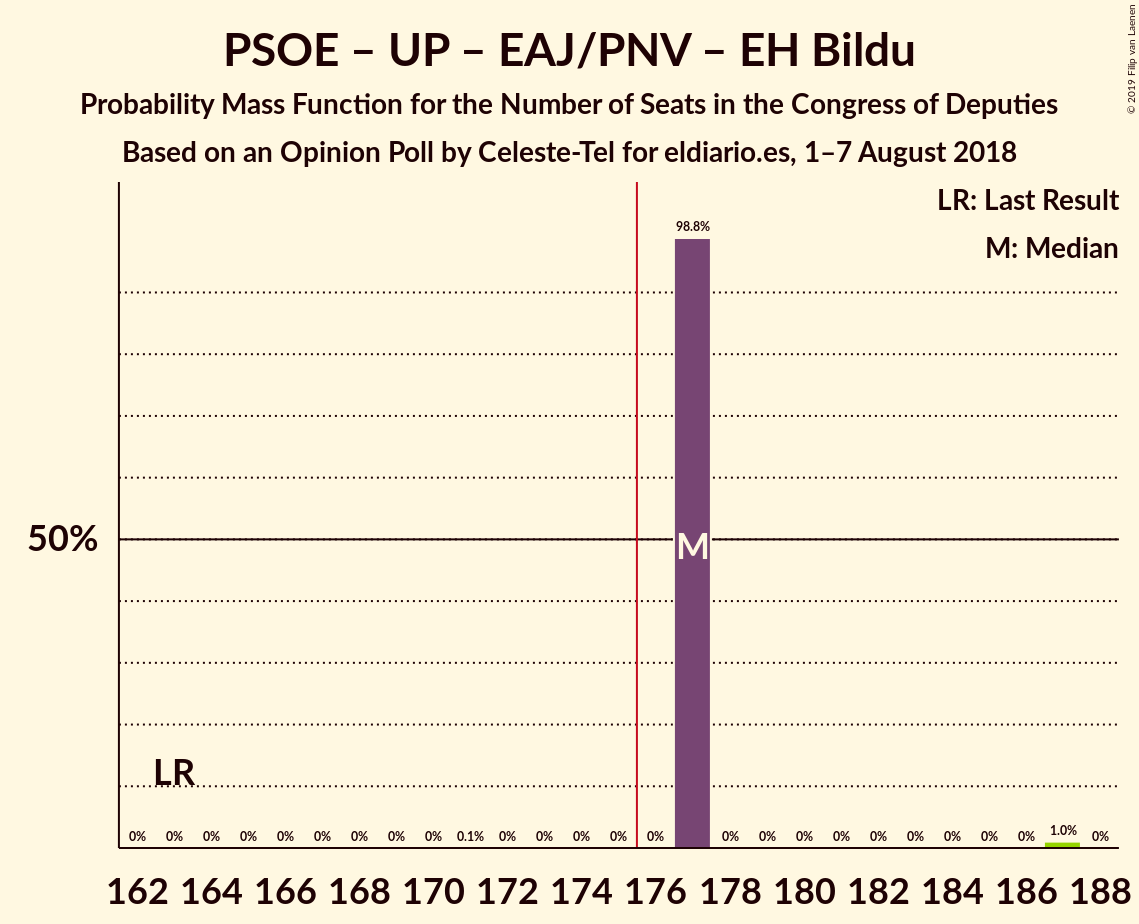 PSOE – UP – EAJ/PNV – EH Bildu
Probability Mass Function for the Number of Seats in the Congress of Deputies
Based on an Opinion Poll by Celeste-Tel for eldiario.es, 1–7 August 2018
© 2019 Filip van Laenen
LR: Last Result
M: Median
98.8%
50%
M
LR
0% 0% 0% 0% 0% 0% 0% 0% 0% 0.1% 0% 0% 0% 0% 0% 0% 0% 0% 0% 0% 0% 0% 0% 0% 1.0% 0%
162 164 166 168 170 172 174 176 178 180 182 184 186 188